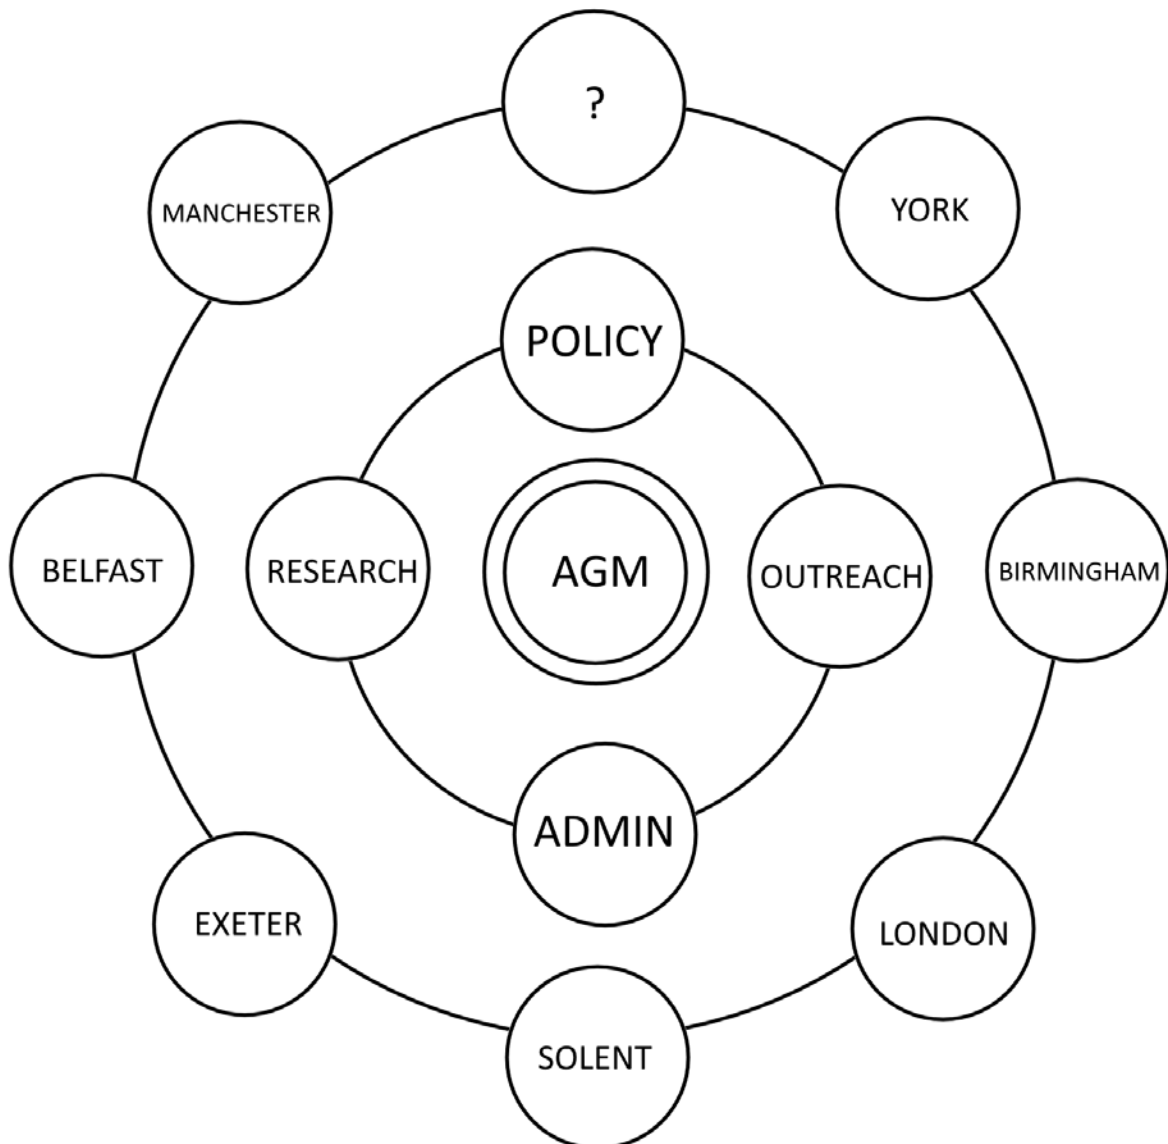 ?
MANCHESTER
YORK
POLICY
BELFAST
RESEARCH
AGM
OUTREACH
BIRMINGHAM
ADMIN
EXETER
LONDON
SOLENT